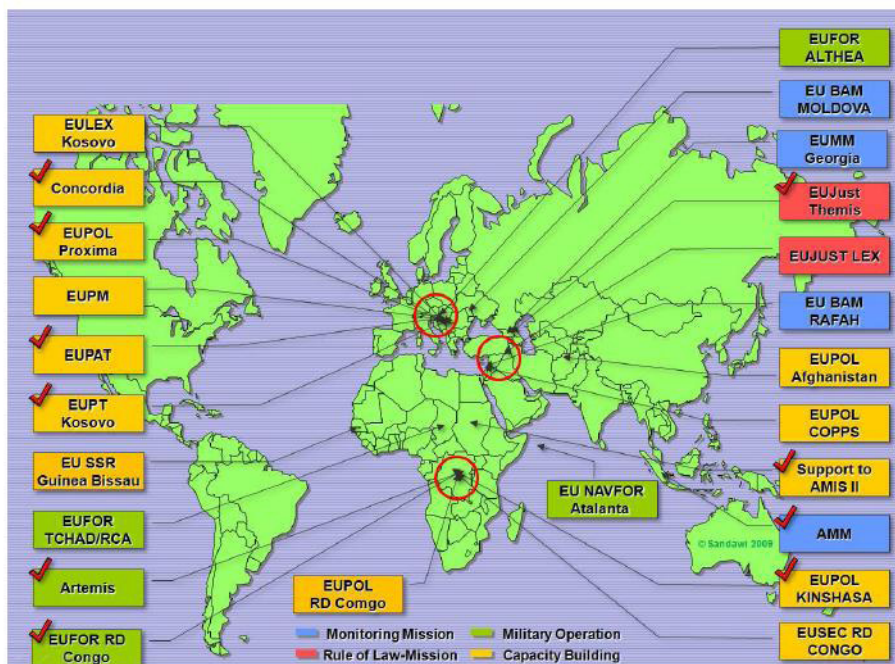 EULEX
Kosovo
Concordia
EUPOL
Proxima
EUPM
EUPAT
EUPT
Kosovo
EU SSR
Guinea Bissau
EUFOR
TCHAD/RCA
Artemis
EUFOR RD
Congo
EUPOL
RD Comgo
EU NAVFOR
Atalanta
EUFOR
ALTHEA
EU BAM
MOLDOVA
EUMM
Georgia
EUJust
Themis
EUJUST LEX
EU BAM
RAFAH
EUPOL
Afghanistan
EUPOL
COPPS
Support to
AMIS II
AMM
EUPOL
KINSHASA
EUSEC RD
CONGO
© Sandawi 2009
Monitoring Mission
Military Operation
Rule of Law-Mission
Capacity Building